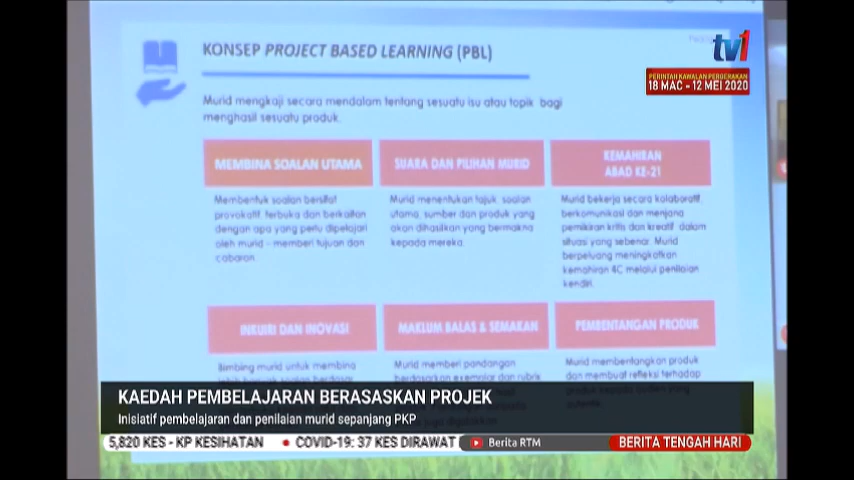 KONSEP PROJECT BASED LEARNING (PBL)
tv1
PERINTAH KAWALAN PERGERAKAN
18 MAC - 12 MEI 2020
Murid mengkaji secara mendalam tentang sesuatu isu atau topik bagi
menghasil sesuatu produk.
MEMBINA SOALAN UTAMA
Membentuk soalan bersifat
provokatif, terbuka dan berkaitan
dengan apa yang perlu dipelajari
oleh murid - memberi tujuan dan
cabaran
SUARA DAN PILIHAN MURID
Murid menentukan tajuk, soalan
utama, sumber dan produk yang
akan dihasilkan yang bermakna
kepada mereka.
KEMAHIRAN
ABAD KE-21
Murid bekerja secara kolaboratif,
berkomunikasi dan menjana
pemikiran kritis dan kreatif dalam
situasi yang sebenar. Murid
berpeluang meningkatkan
kemahiran 4C melalui penilaian
kendiri.
INKUIRI DAN INOVASI
Bimbing murid untuk membina
MAKLUM BALAS & SEMAKAN
Murid memberi pandangan
berdasarkan exemplar dan rubrik
PEMBENTANGAN PRODUK
Murid membentangkan produk
dan membuat refleksi terhadap
KAEDAH PEMBELAJARAN BERASASKAN PROJEK
Inisiatif pembelajaran dan penilaian murid sepanjang PKP
5,820 KES - KP KESIHATAN COVID-19: 37 KES DIRAWAT Berita RTM BERITA TENGAH HARI